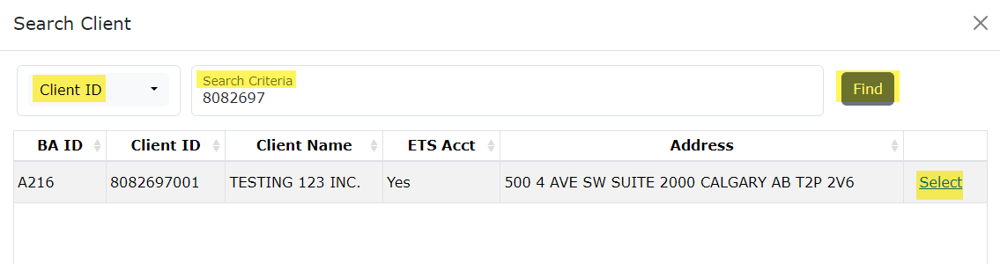 Search Client
Client ID
Search Criteria
8082697
Find
BA ID Client ID Client Name ETS Acct Address
A216 8082697001 TESTING 123 INC. Yes 500 4 AVE SW SUITE 2000 CALGARY AB T2P 2V6 Select